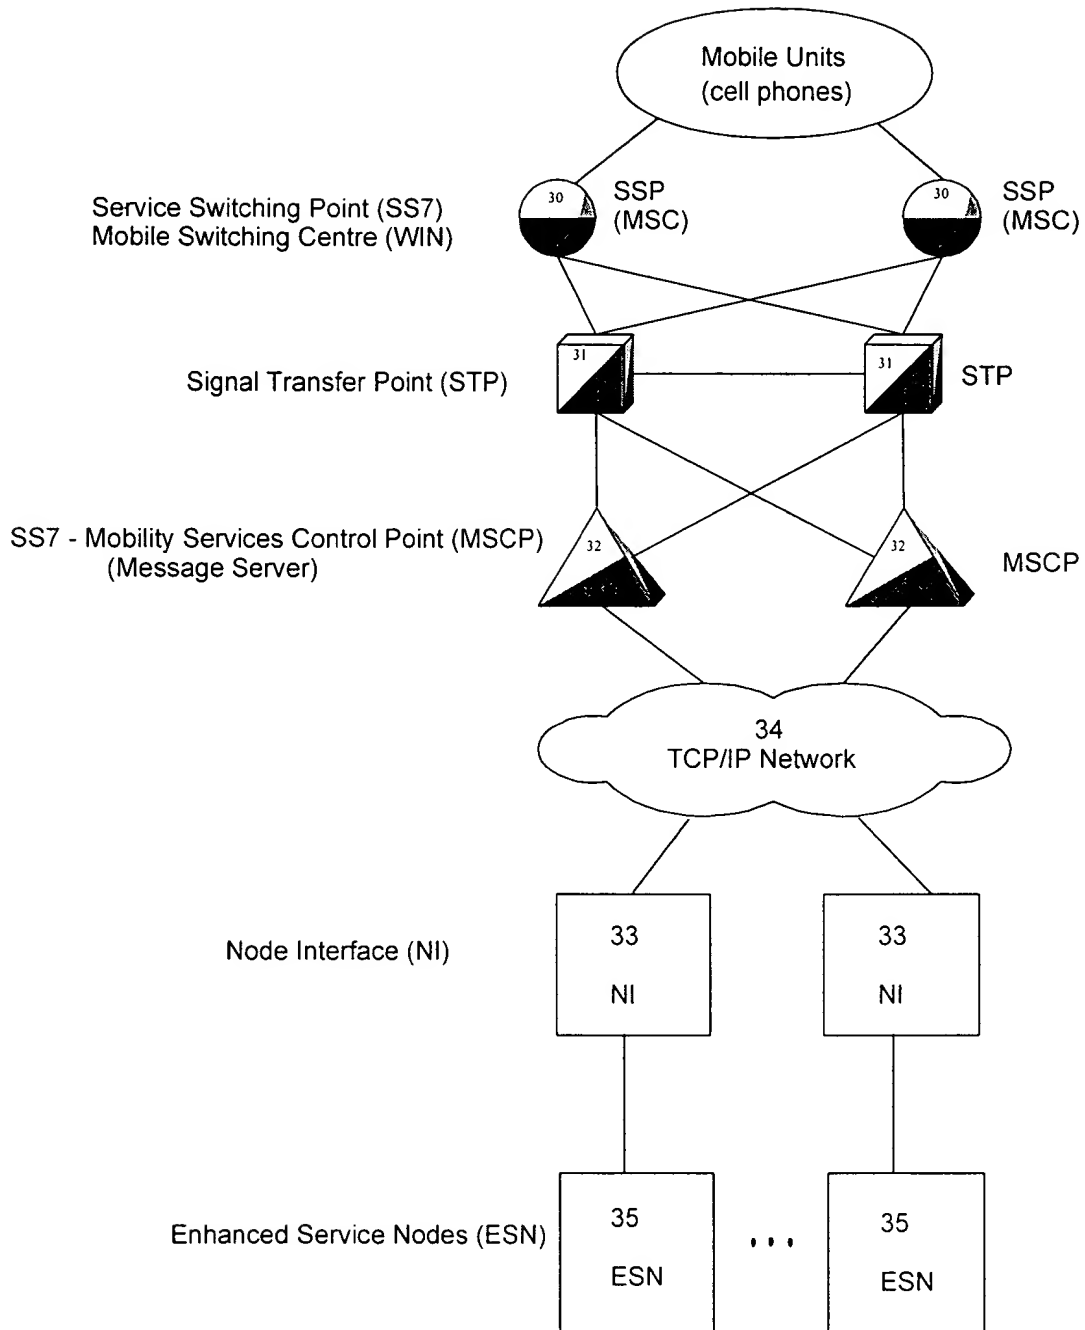 Mobile Units
(cell phones)
30
SSP
(MSC)
30
SSP
(MSC)
Service Switching Point (SS7)
Mobile Switching Centre (WIN)
31
31
Signal Transfer Point (STP)
STP
SS7 - Mobility Services Control Point (MSCP)
(Message Server)
32
32
MSCP
34
TCP/IP Network
Node Interface (NI)
33
NI
33
NI
Enhanced Service Nodes (ESN)
35
ESN
...
35
ESN